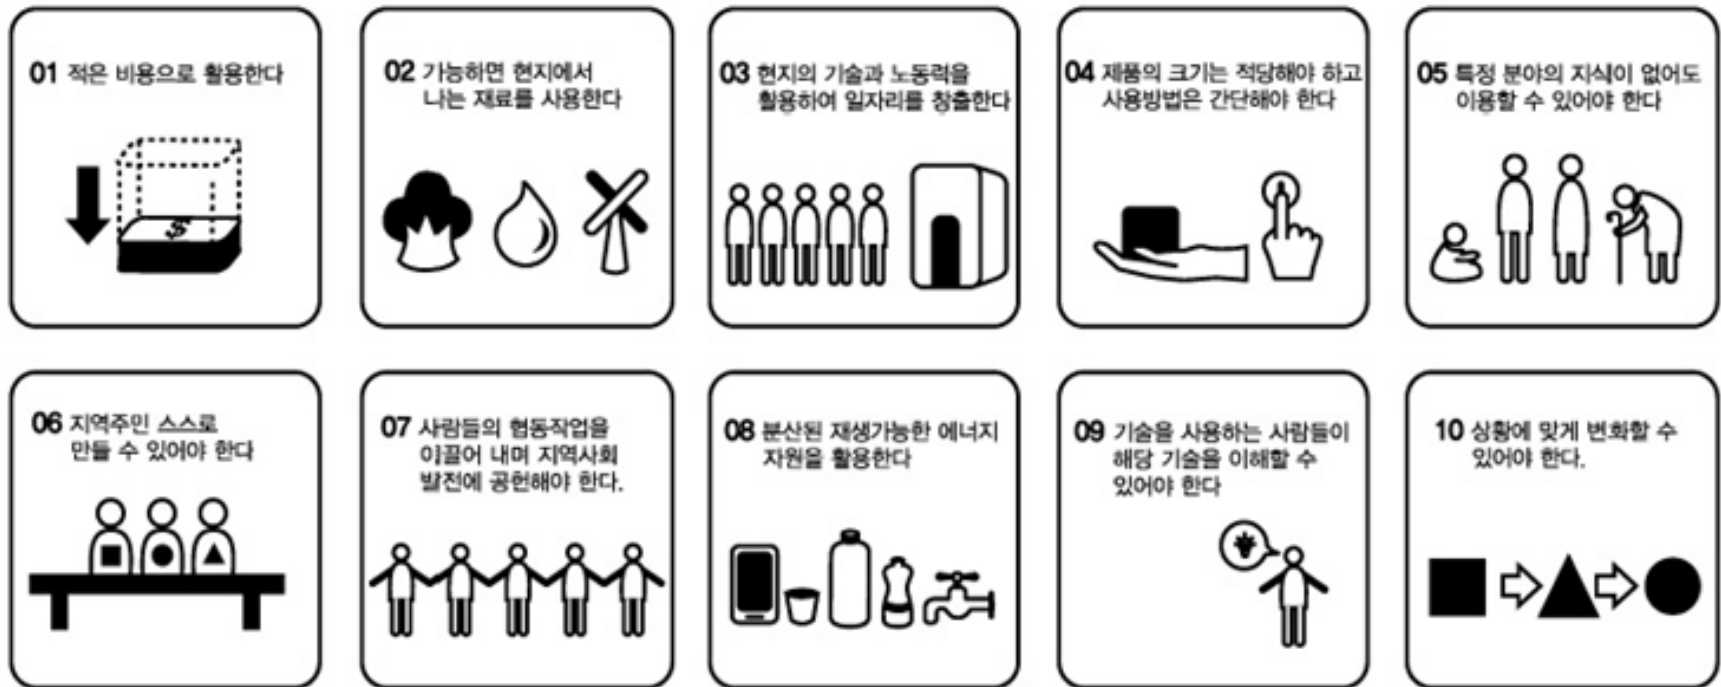 01 적은 비용으로 활용한다
02 가능하면 현지에서
나는 재료를 사용한다
03 현지의 기술과 노동력을
활용하여 일자리를 창출한다
04 제품의 크기는 적당해야 하고
사용방법은 간단해야 한다
05 특정 분야의 지식이 없어도
이용할 수 있어야 한다
$
06 지역주민 스스로
만들 수 있어야 한다
07 사람들의 협동작업을
이끌어 내며 지역사회
발전에 공헌해야 한다.
08 분산된 재생가능한 에너지
자원을 활용한다
09 기술을 사용하는 사람들이
해당 기술을 이해할 수
있어야 한다
10 상황에 맞게 변화할 수
있어야 한다.